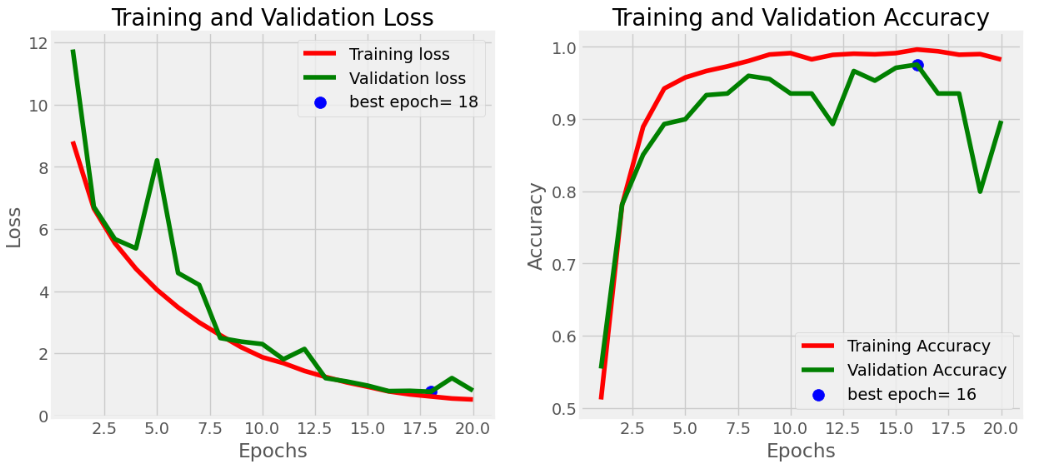 Training and Validation Loss
12
10
8
6
4
2
0
Loss
Training loss
Validation loss
best epoch= 18
2.5 5.0 7.5 10.0 12.5 15.0 17.5 20.0
Epochs
Training and Validation Accuracy
1.0
0.9
0.8
0.7
0.6
0.5
Accuracy
Training Accuracy
Validation Accuracy
best epoch= 16
2.5 5.0 7.5 10.0 12.5 15.0 17.5 20.0
Epochs